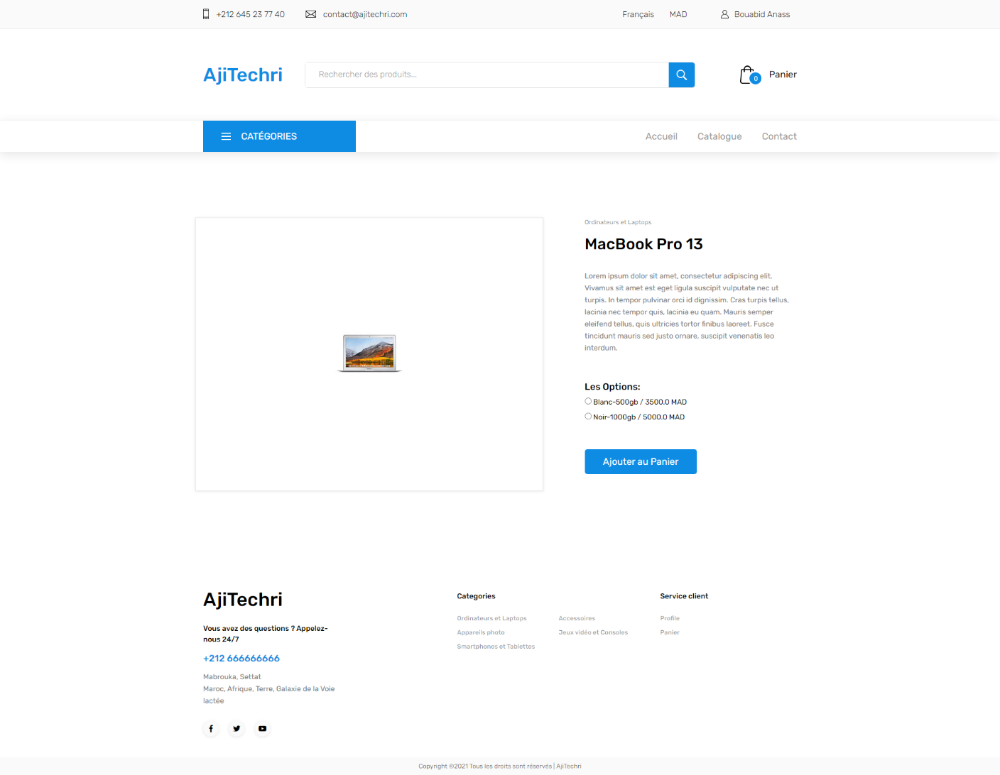 +212 645 23 77 40
contact@ajitechri.com
Français
MAD
Bouabid Anass
AjiTechri
Rechercher des produits...
0
Panier
CATÉGORIES
Accueil
Catalogue
Contact
Ordinateurs et Laptops
MacBook Pro 13
Lorem ipsum dolor sit amet, consectetur adipiscing elit.
Vivamus sit amet est eget ligula suscipit vulputate nec ut
turpis. In tempor pulvinar orci id dignissim. Cras turpis tellus,
lacinia nec tempor quis, lacinia eu quam. Mauris semper
eleifend tellus, quis ultricies tortor finibus laoreet. Fusce
tincidunt mauris sed justo ornare, suscipit venenatis leo
interdum.
Les Options:
Blanc-500gb / 3500.0 MAD
Noir-1000gb / 5000.0 MAD
Ajouter au Panier
AjiTechri
Vous avez des questions ? Appelez-
nous 24/7
+212 666666666
Mabrouka, Settat
Maroc, Afrique, Terre, Galaxie de la Voie
lactée
Categories
Ordinateurs et Laptops
Appareils photo
Smartphones et Tablettes
Accessoires
Jeux vidéo et Consoles
Service client
Profile
Panier
Copyright ©2021 Tous les droits sont réservés | AjiTechri